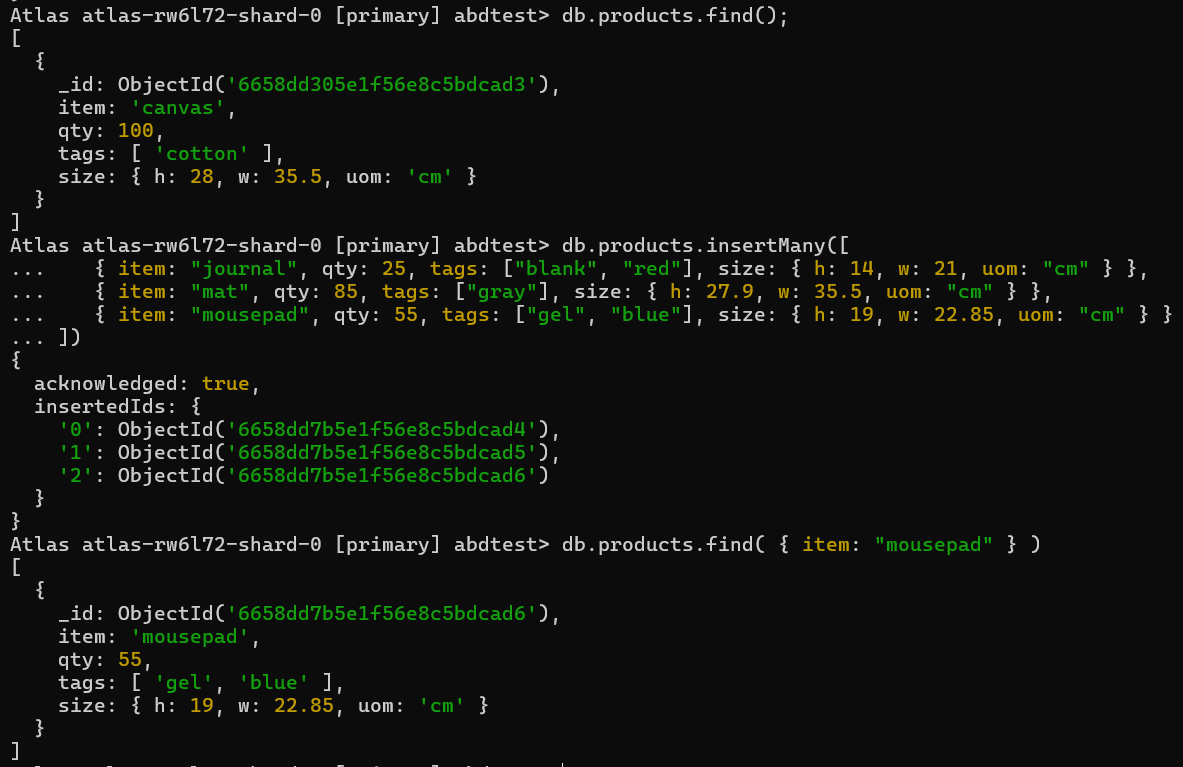 Atlas atlas-rw6l72-shard-0 [primary] abdtest> db.products.find();
[
  {
    _id: ObjectId('6658dd305e1f56e8c5bdcad3'),
    item: 'canvas',
    qty: 100,
    tags: [ 'cotton' ],
    size: { h: 28, w: 35.5, uom: 'cm' }
  }
]
Atlas atlas-rw6l72-shard-0 [primary] abdtest> db.products.insertMany([
...    { item: "journal", qty: 25, tags: ["blank", "red"], size: { h: 14, w: 21, uom: "cm" } },
...    { item: "mat", qty: 85, tags: ["gray"], size: { h: 27.9, w: 35.5, uom: "cm" } },
...    { item: "mousepad", qty: 55, tags: ["gel", "blue"], size: { h: 19, w: 22.85, uom: "cm" } }
... ])
{
  acknowledged: true,
  insertedIds: {
    '0': ObjectId('6658dd7b5e1f56e8c5bdcad4'),
    '1': ObjectId('6658dd7b5e1f56e8c5bdcad5'),
    '2': ObjectId('6658dd7b5e1f56e8c5bdcad6')
  }
}
Atlas atlas-rw6l72-shard-0 [primary] abdtest> db.products.find( { item: "mousepad" } )
[
  {
    _id: ObjectId('6658dd7b5e1f56e8c5bdcad6'),
    item: 'mousepad',
    qty: 55,
    tags: [ 'gel', 'blue' ],
    size: { h: 19, w: 22.85, uom: 'cm' }
  }
]